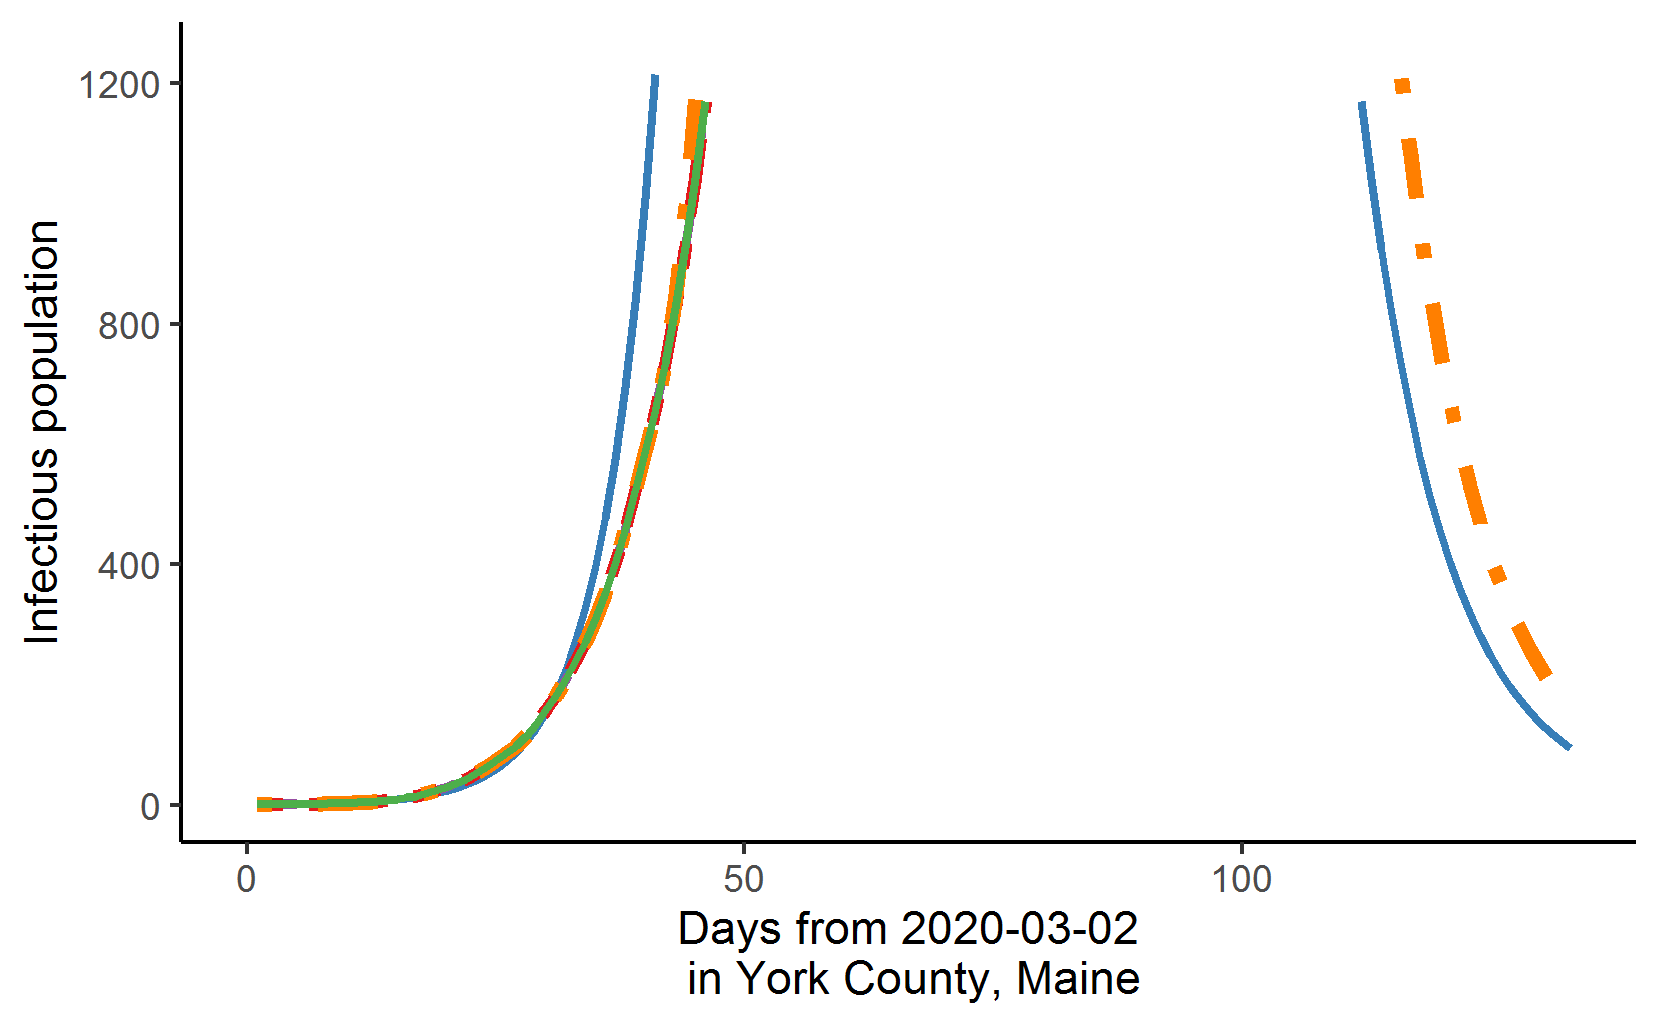 Infectious population
1200
800
400
0
0 50 100
Days from 2020-03-02
in York County, Maine